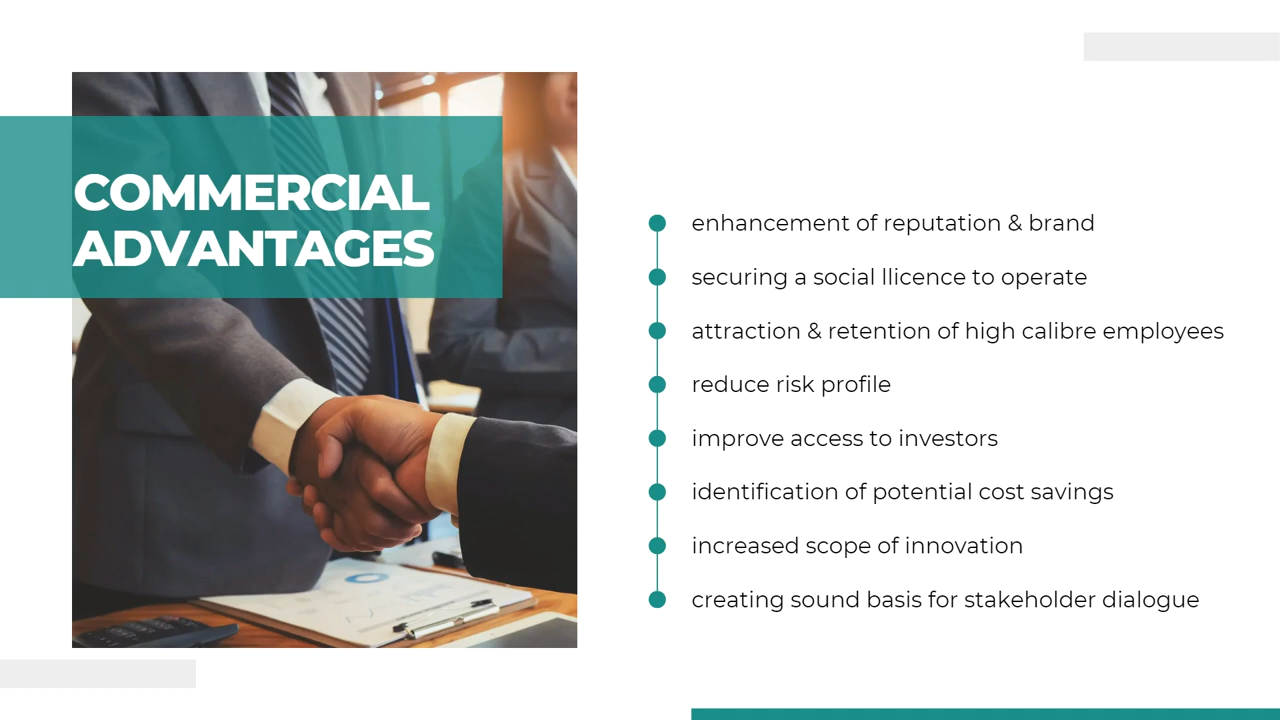 COMMERCIAL
ADVANTAGES
enhancement of reputation & brand
securing a social llicence to operate
attraction & retention of high calibre employees
reduce risk profile
improve access to investors
identification of potential cost savings
increased scope of innovation
creating sound basis for stakeholder dialogue